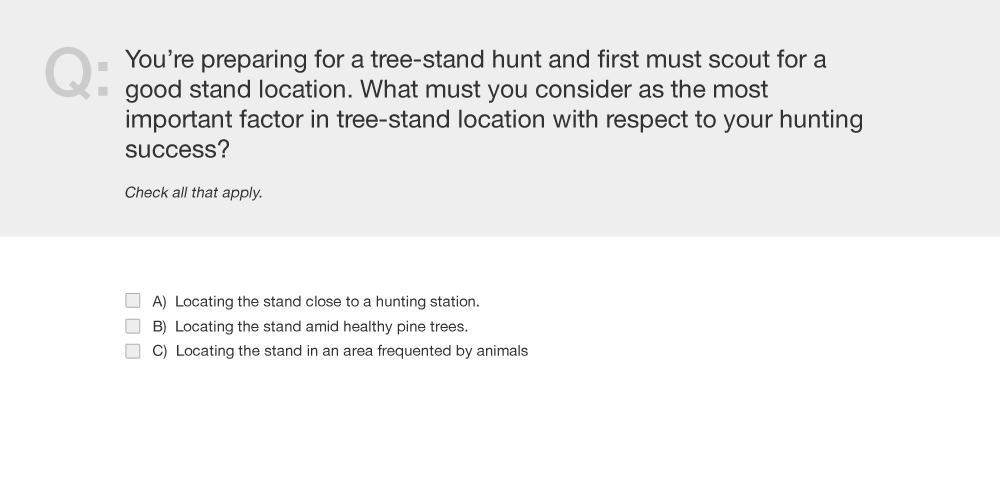 Q: You’re preparing for a tree-stand hunt and first must scout for a
good stand location. What must you consider as the most
important factor in tree-stand location with respect to your hunting
success?
Check all that apply.
A) Locating the stand close to a hunting station.
B) Locating the stand amid healthy pine trees.
C) Locating the stand in an area frequented by animals